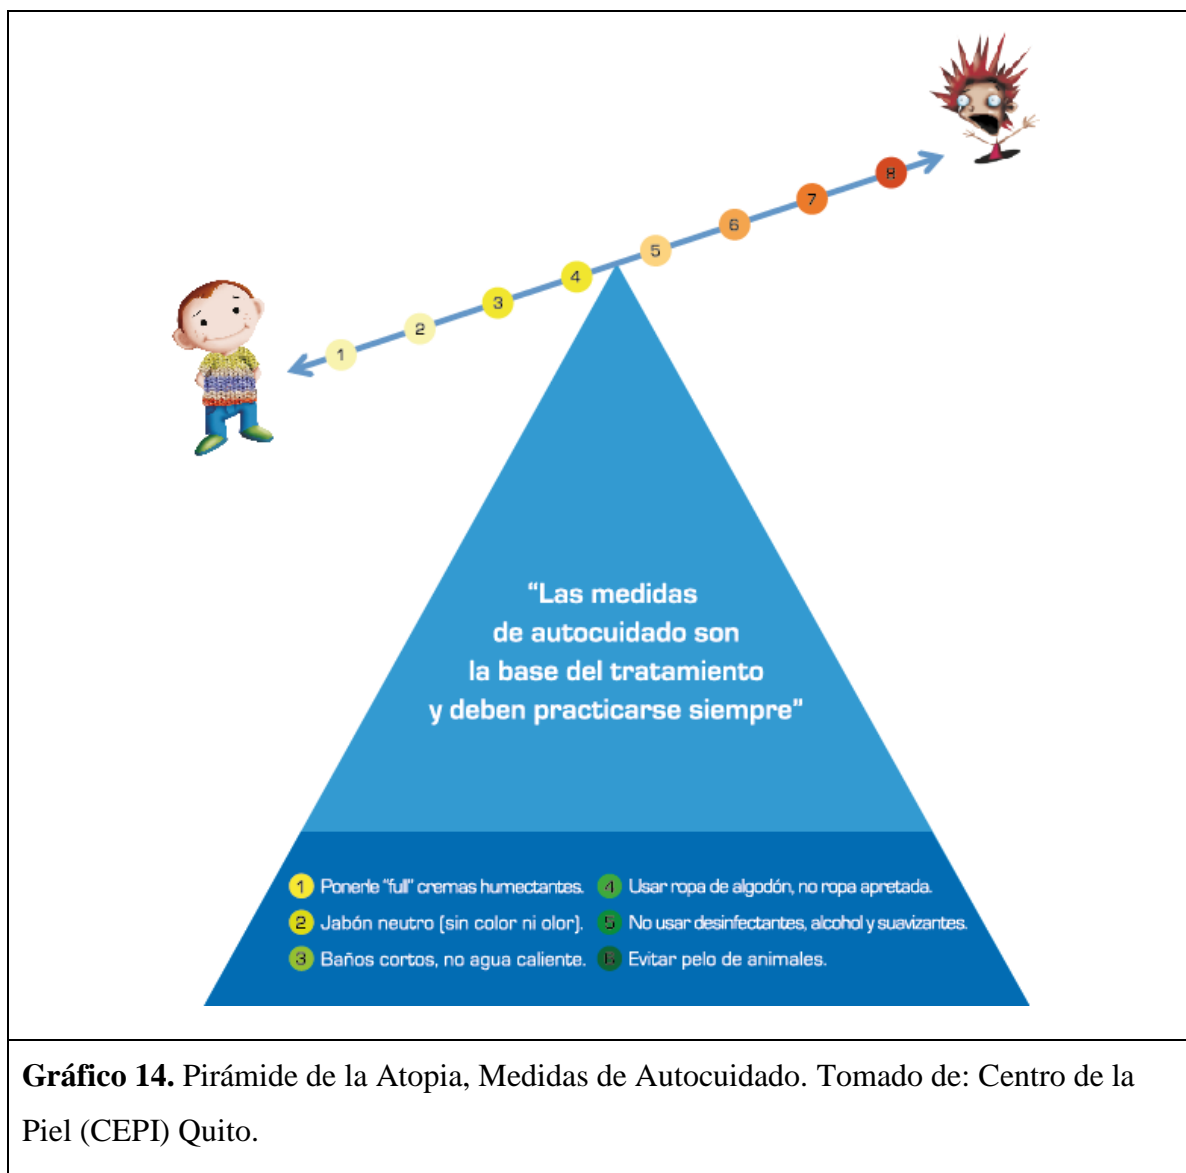 8
7
6
5
4
3
2
1
“Las medidas
de autocuidado son
la base del tratamiento
y deben practicarse siempre”
1 Ponerle “full” cremas humectantes.
2 Jabón neutro (sin color ni olor).
3 Baños cortos, no agua caliente.
4 Usar ropa de algodón, no ropa apretada.
5 No usar desinfectantes, alcohol y suavizantes.
6 Evitar pelo de animales.
Gráfico 14. Pirámide de la Atopia, Medidas de Autocuidado. Tomado de: Centro de la
Piel (CEPI) Quito.